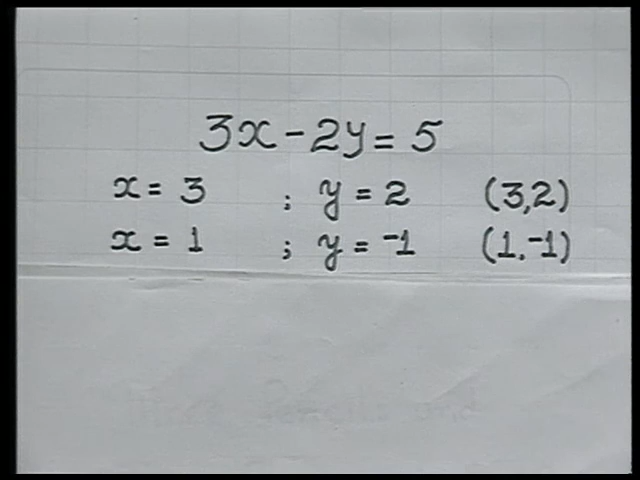 3x - 2y = 5
x = 3 ; y = 2 (3,2)
x = 1 ; y = -1 (1,-1)